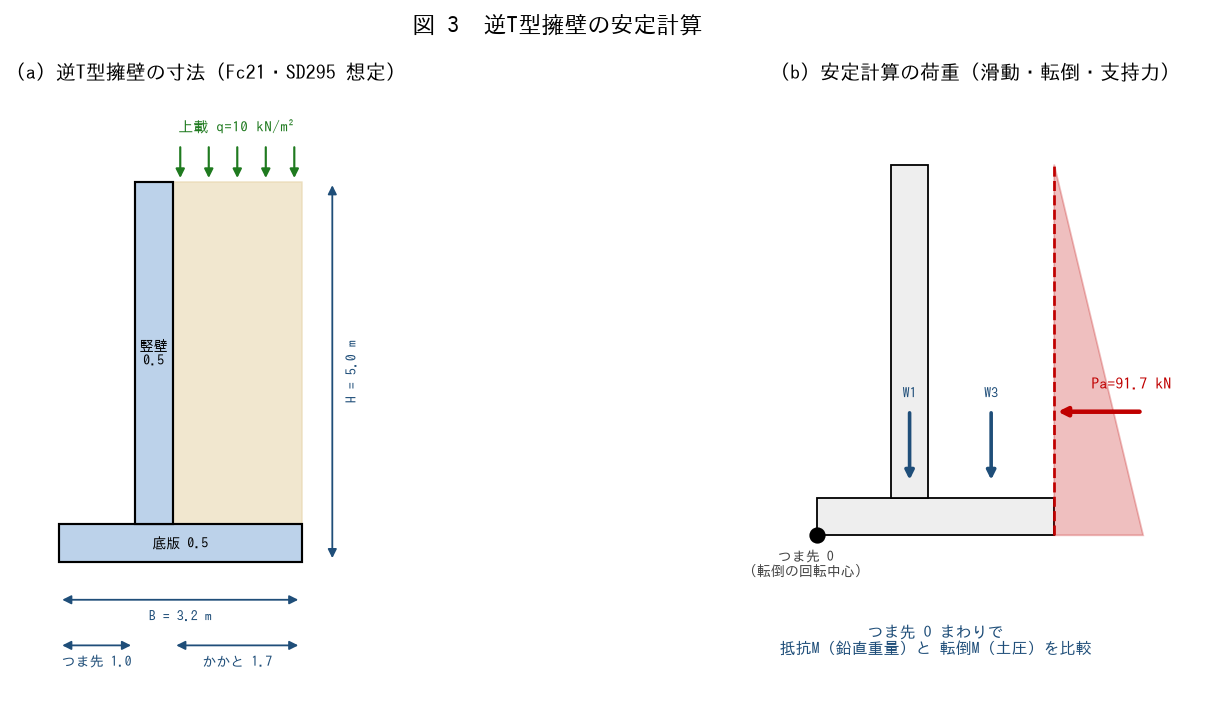 図 3　逆T型擁壁の安定計算
(a) 逆T型擁壁の寸法（Fc21・SD295 想定）
(b) 安定計算の荷重（滑動・転倒・支持力）
上載 q=10 kN/m²
竪壁
0.5
H = 5.0 m
底版 0.5
B = 3.2 m
つま先 1.0
かかと 1.7
W1
W3
Pa=91.7 kN
つま先 O
（転倒の回転中心）
つま先 O まわりで
抵抗M（鉛直重量）と 転倒M（土圧）を比較